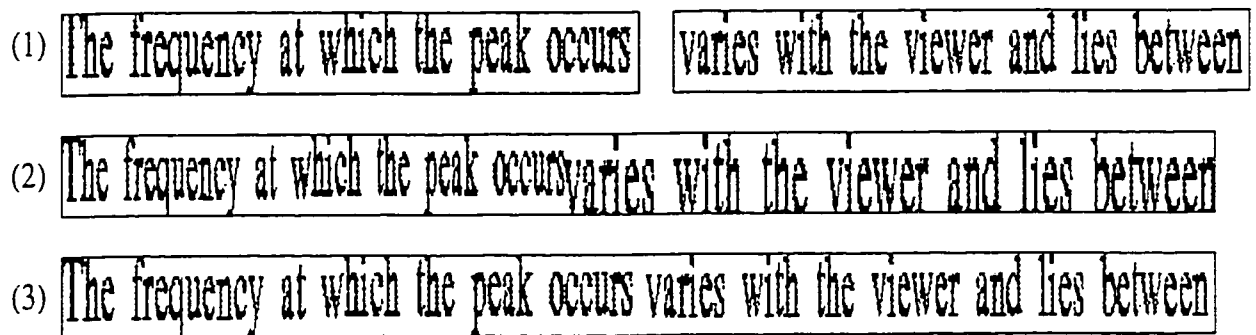 (1) The frequency at which the peak occurs varies with the viewer and lies between
(2) The frequency at which the peak occursvaries with the viewer and lies between
(3) The frequency at which the peak occurs varies with the viewer and lies between